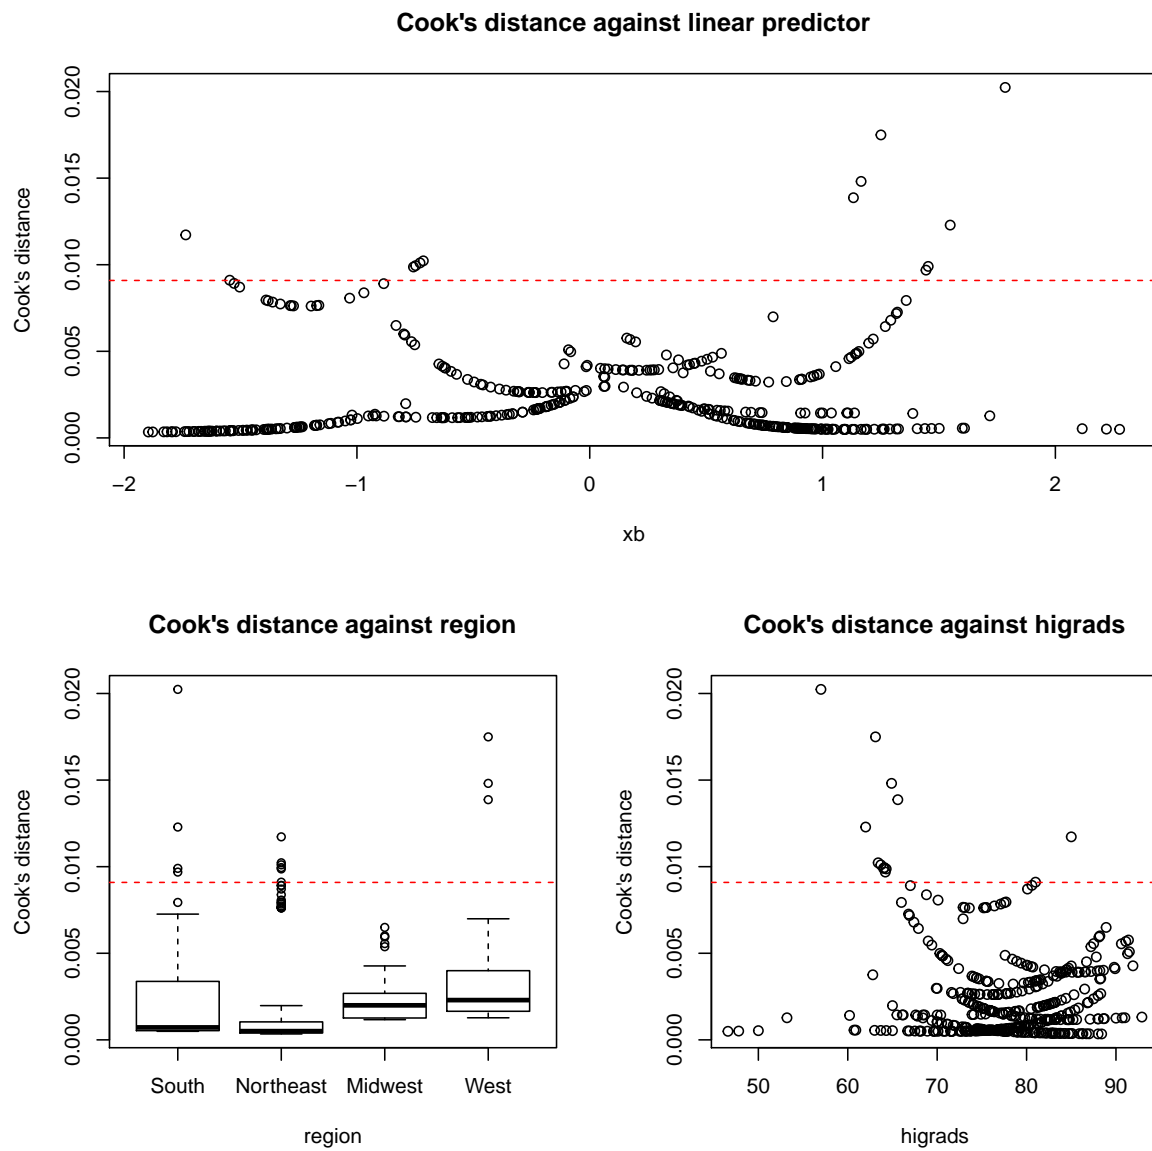 Cook's distance against linear predictor
Cook's distance
0.020
0.015
0.010
0.005
0.000
−2 −1 0 1 2
xb
Cook's distance against region
Cook's distance
0.020
0.015
0.010
0.005
0.000
South Northeast Midwest West
region
Cook's distance against higrads
Cook's distance
0.020
0.015
0.010
0.005
0.000
50 60 70 80 90
higrads